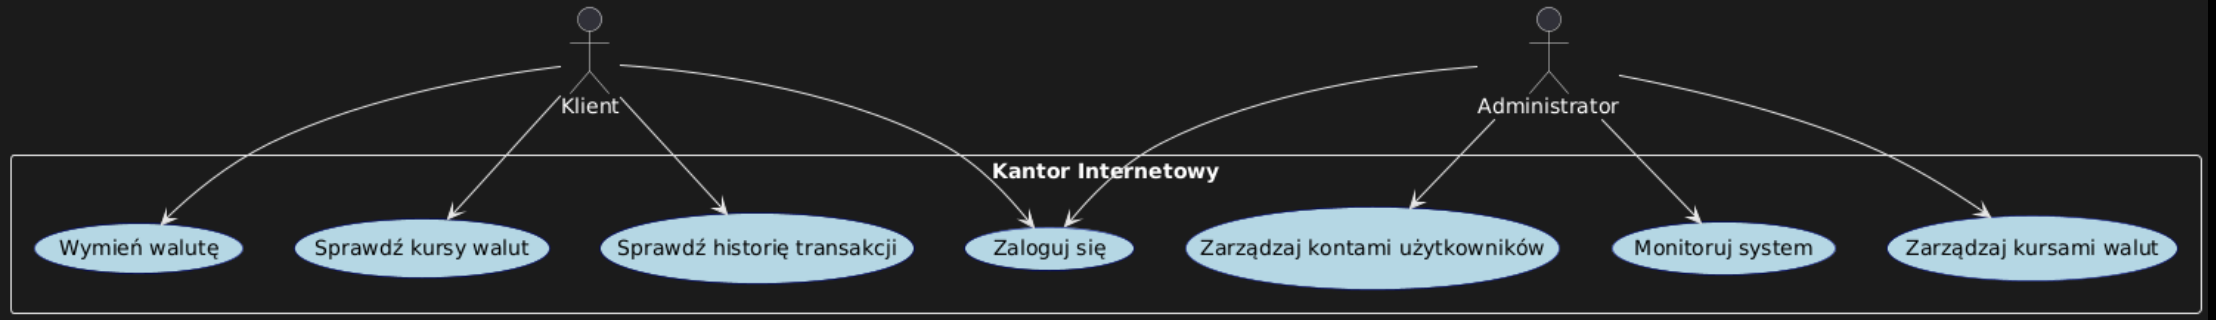 Klient
Administrator
Kantor Internetowy
Wymień walutę
Sprawdź kursy walut
Sprawdź historię transakcji
Zaloguj się
Zarządzaj kontami użytkowników
Monitoruj system
Zarządzaj kursami walut